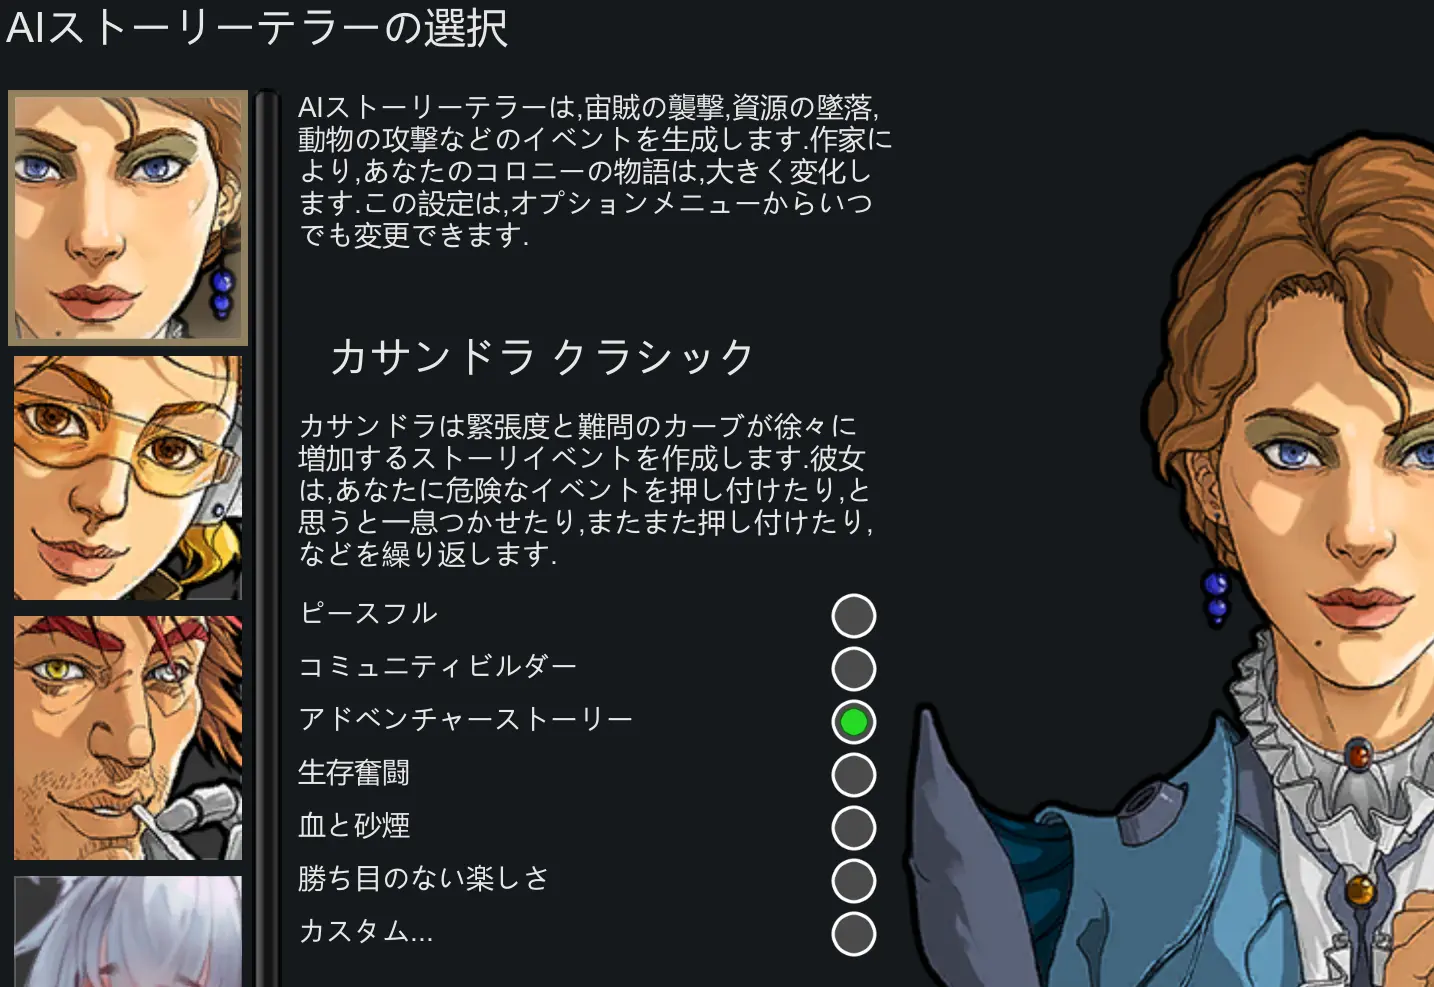 AIストーリーテラーの選択
AIストーリーテラーは,宙賊の襲撃,資源の墜落,
動物の攻撃などのイベントを生成します.作家に
より,あなたのコロニーの物語は,大きく変化し
ます.この設定は,オプションメニューからいつ
でも変更できます.
カサンドラ クラシック
カサンドラは緊張度と難問のカーブが徐々に
増加するストーリイベントを作成します.彼女
は,あなたに危険なイベントを押し付けたり,と
思うと一息つかせたり,またまた押し付けたり,
などを繰り返します.
ピースフル
コミュニティビルダー
アドベンチャーストーリー
生存奮闘
血と砂煙
勝ち目のない楽しさ
カスタム...